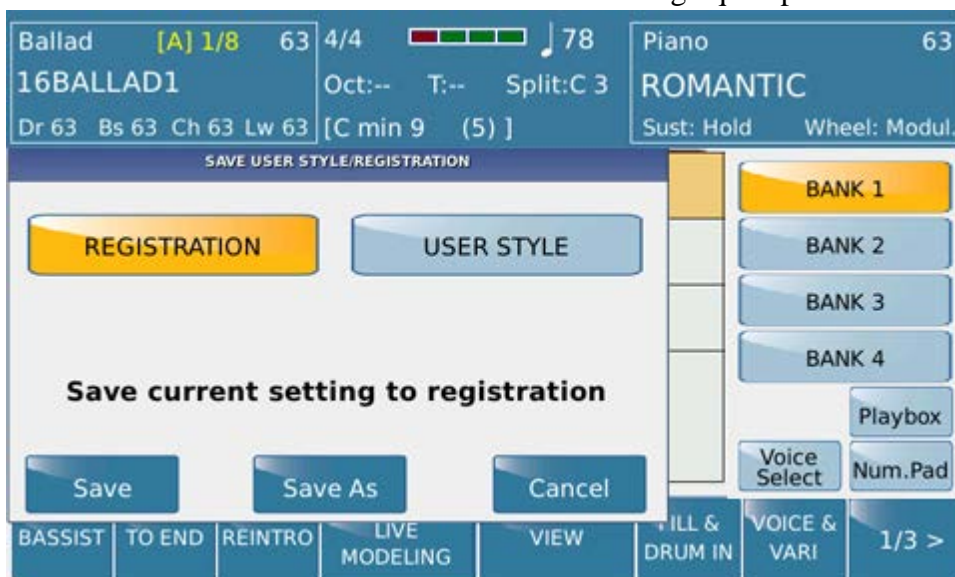 Ballad [A] 1/8 63
16BALLAD1
Dr 63 Bs 63 Ch 63 Lw 63
4/4 78
Oct:-- T:-- Split:C 3
[C min 9 (5) ]
Piano 63
ROMANTIC
Sust: Hold Wheel: Modul.
SAVE USER STYLE/REGISTRATION
REGISTRATION USER STYLE
Save current setting to registration
Save Save As Cancel
BANK 1
BANK 2
BANK 3
BANK 4
Playbox
Voice Select
Num.Pad
BASSIST
TO END
REINTRO
LIVE
MODELING
VIEW
FILL &
DRUM IN
VOICE &
VARI
1/3 >